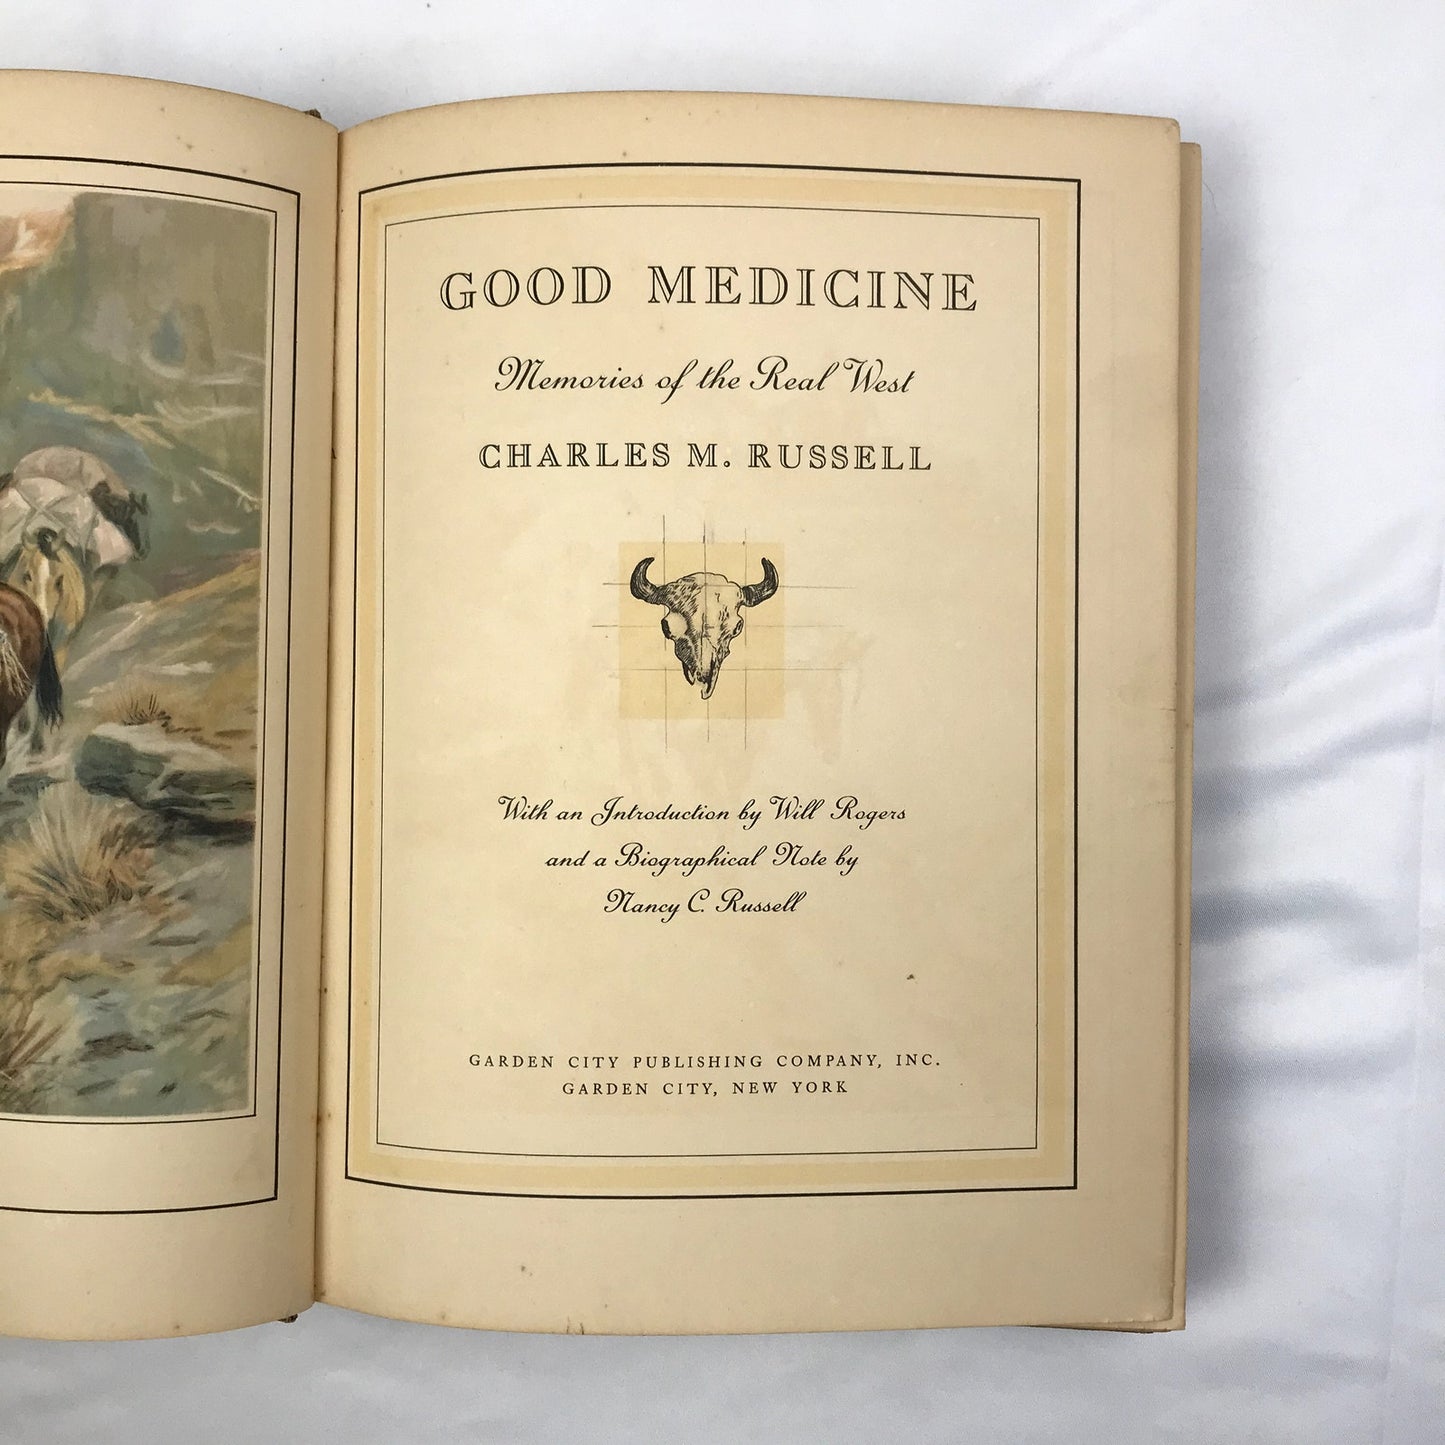 GOOD MEDICINE
Memories of the Real West
CHARLES M. RUSSELL
With an Introduction by Will Rogers
and a Biographical Note by
Nancy C. Russell
GARDEN CITY PUBLISHING COMPANY, INC.
GARDEN CITY, NEW YORK